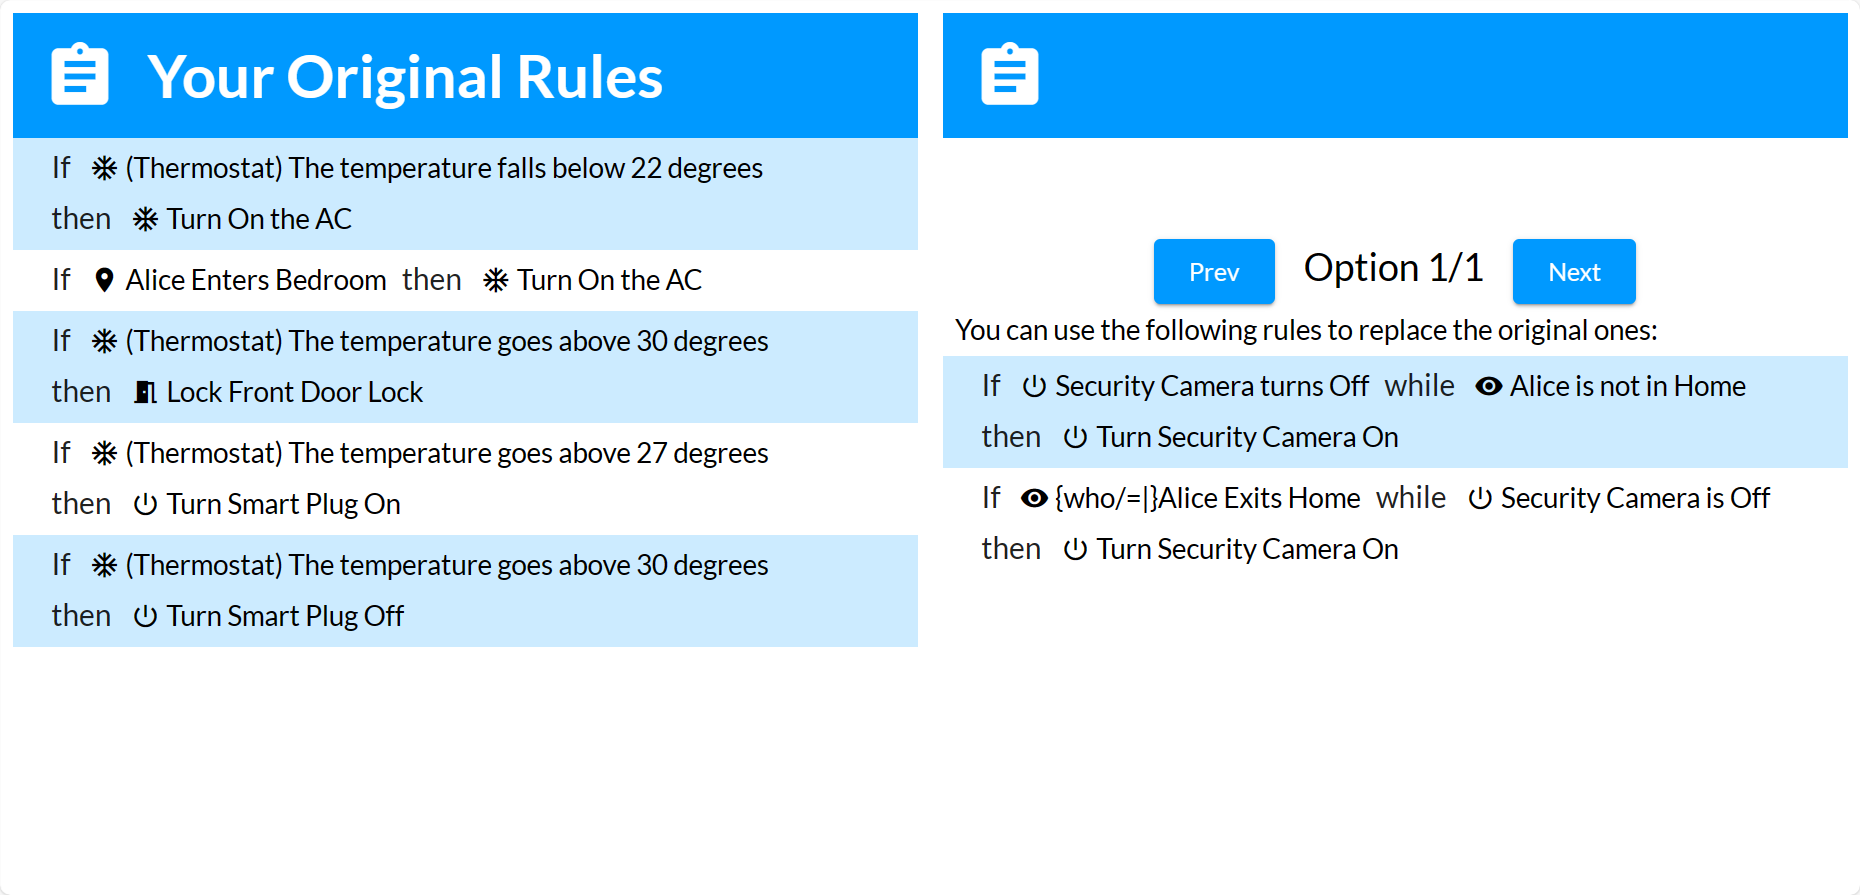 Your Original Rules
If (Thermostat) The temperature falls below 22 degrees
then Turn On the AC
If Alice Enters Bedroom then Turn On the AC
If (Thermostat) The temperature goes above 30 degrees
then Lock Front Door Lock
If (Thermostat) The temperature goes above 27 degrees
then Turn Smart Plug On
If (Thermostat) The temperature goes above 30 degrees
then Turn Smart Plug Off
Prev Option 1/1 Next
You can use the following rules to replace the original ones:
If Security Camera turns Off while Alice is not in Home
then Turn Security Camera On
If {who/=|}Alice Exits Home while Security Camera is Off
then Turn Security Camera On